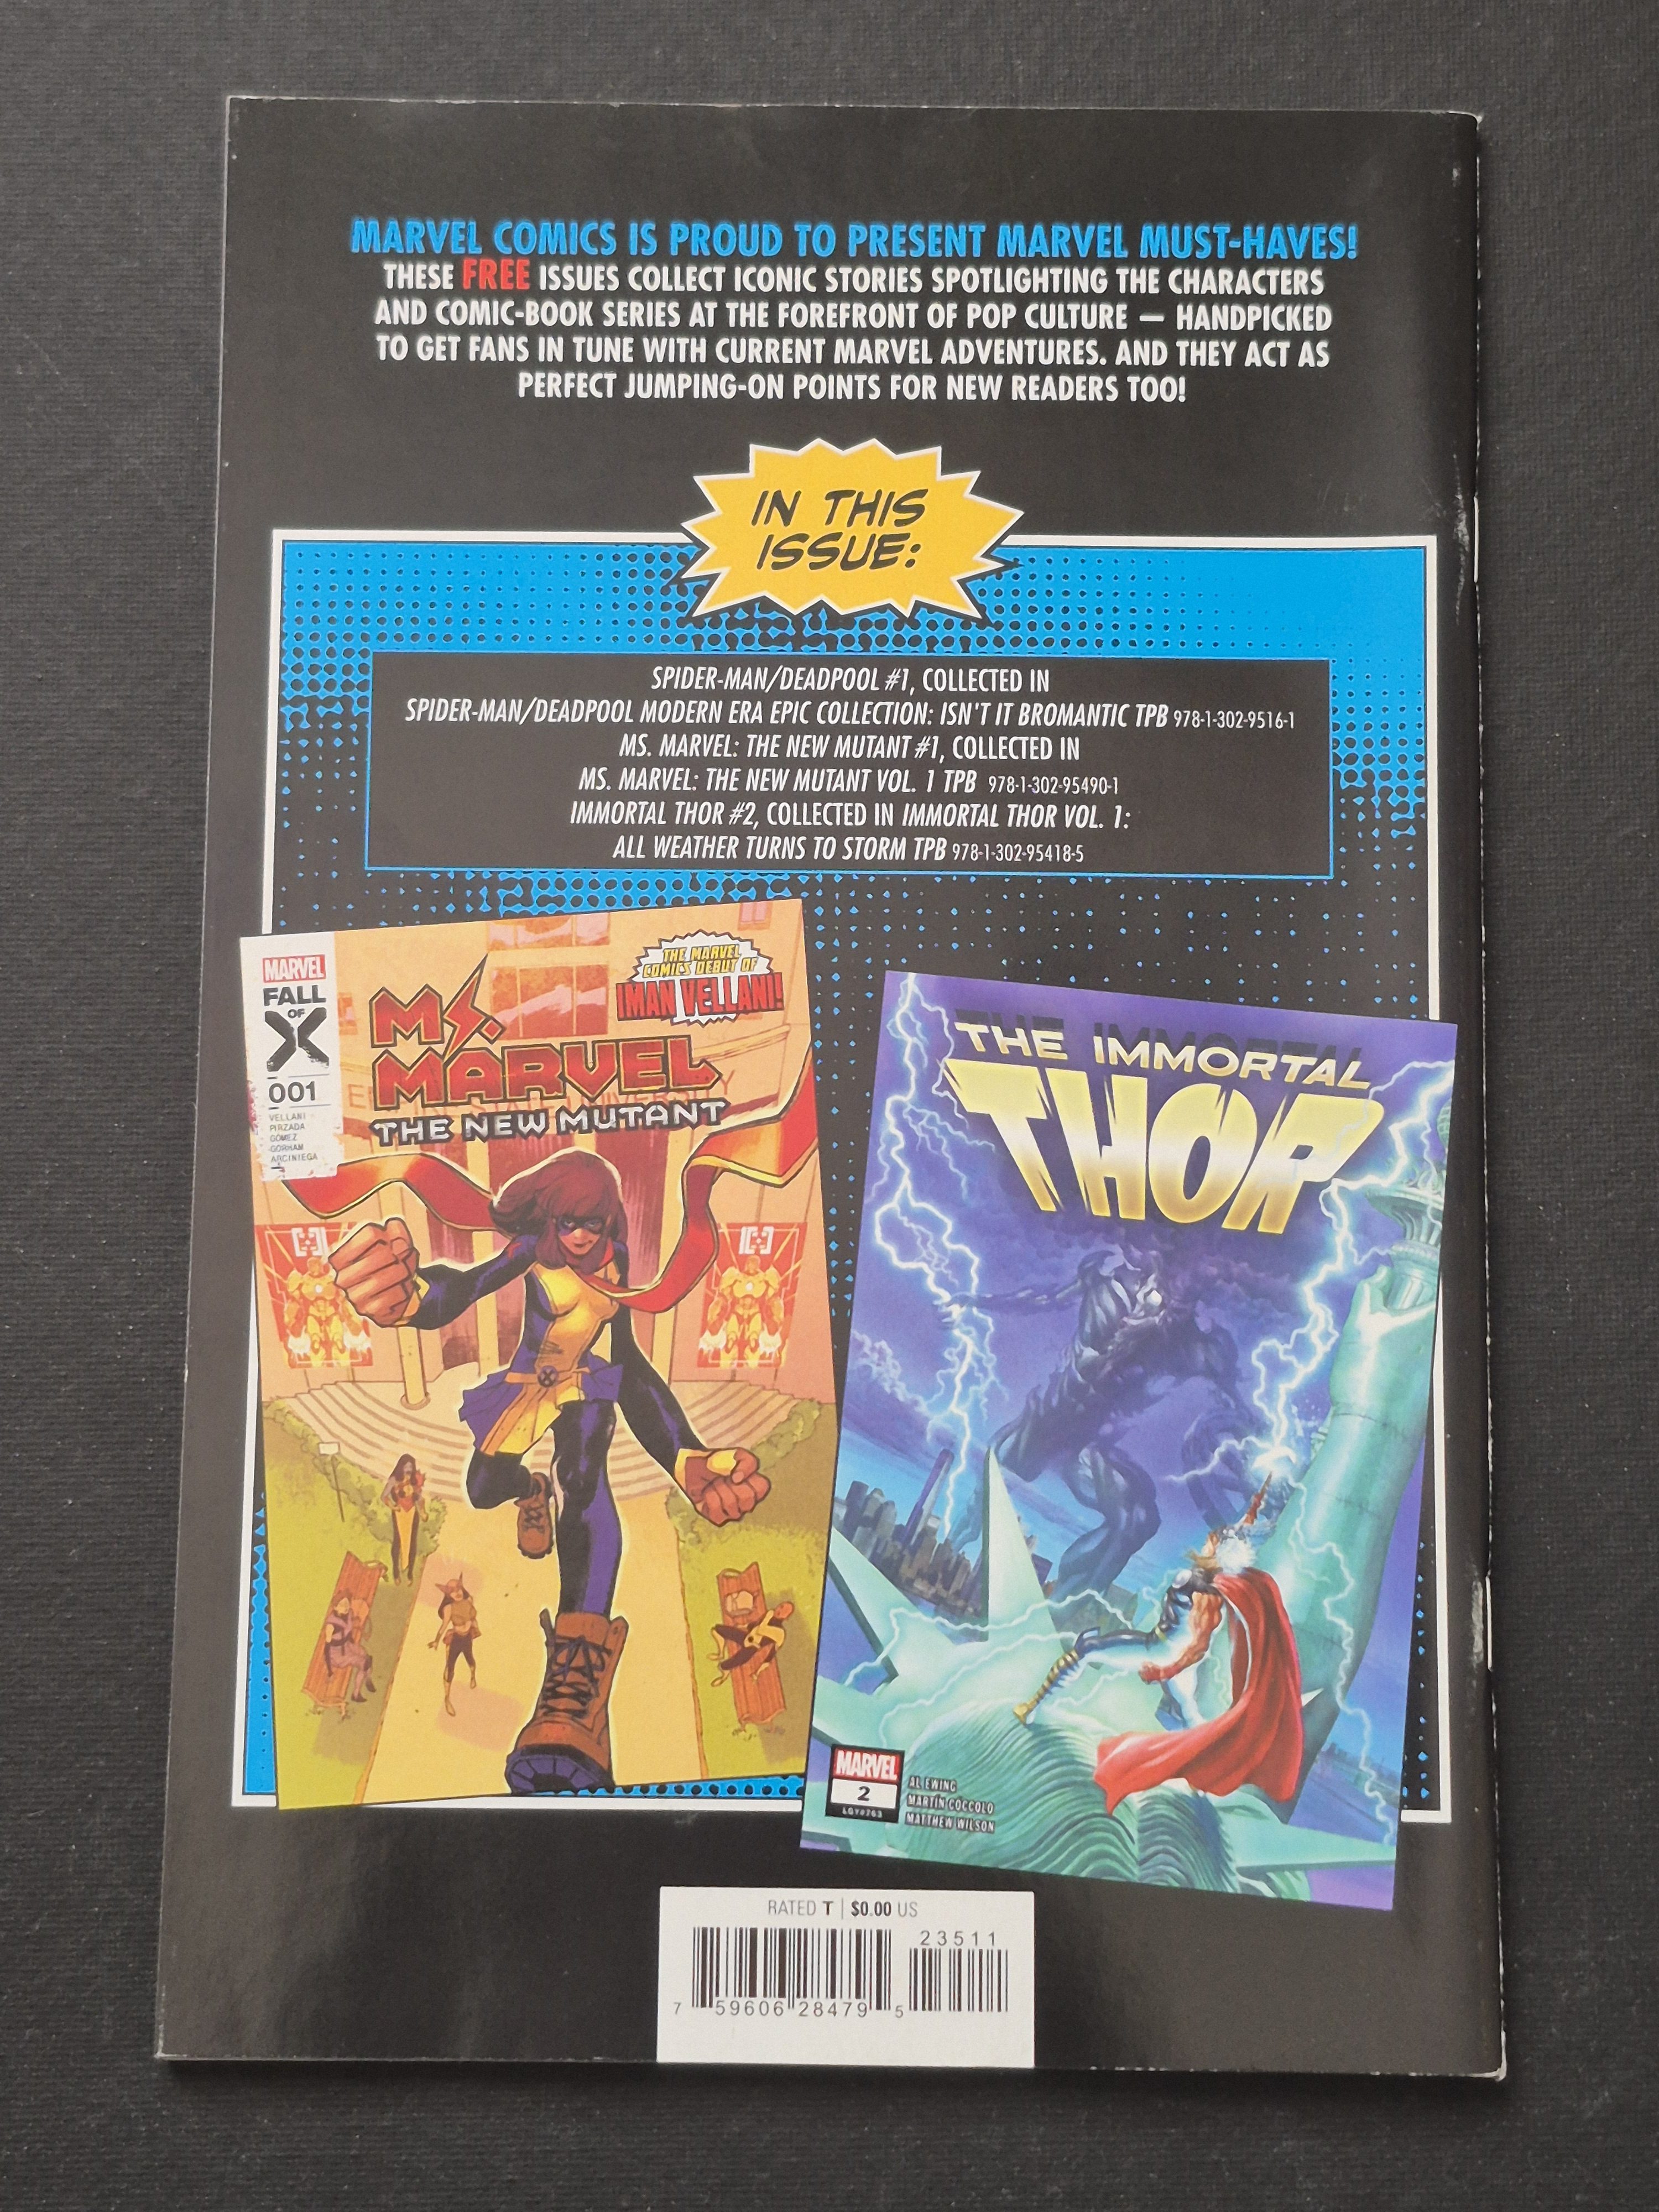 MARVEL COMICS IS PROUD TO PRESENT MARVEL MUST-HAVES!
THESE FREE ISSUES COLLECT ICONIC STORIES SPOTLIGHTING THE CHARACTERS
AND COMIC-BOOK SERIES AT THE FOREFRONT OF POP CULTURE — HANDPICKED
TO GET FANS IN TUNE WITH CURRENT MARVEL ADVENTURES. AND THEY ACT AS
PERFECT JUMPING-ON POINTS FOR NEW READERS TOO!
IN THIS
ISSUE:
SPIDER-MAN/DEADPOOL #1, COLLECTED IN
SPIDER-MAN/DEADPOOL MODERN ERA EPIC COLLECTION: ISN'T IT BROMANTIC TPB 978-1-302-9516-1
MS. MARVEL: THE NEW MUTANT #1, COLLECTED IN
MS. MARVEL: THE NEW MUTANT VOL. 1 TPB 978-1-302-95490-1
IMMORTAL THOR #2, COLLECTED IN IMMORTAL THOR VOL. 1:
ALL WEATHER TURNS TO STORM TPB 978-1-302-95418-5
MARVEL
FALL
OF
X
001
VELLANI
PIRZADA
GÓMEZ
GORHAM
ARCINIEGA
MS.
MARVEL
THE NEW MUTANT
THE MARVEL
COMICS DEBUT OF
IMAN VELLANI!
THE IMMORTAL
THOR
MARVEL
2
LGY#763
AL EWING
MARTÍN COCCOLO
MATTHEW WILSON
RATED T | $0.00 US
23511
7 59606 28479 5